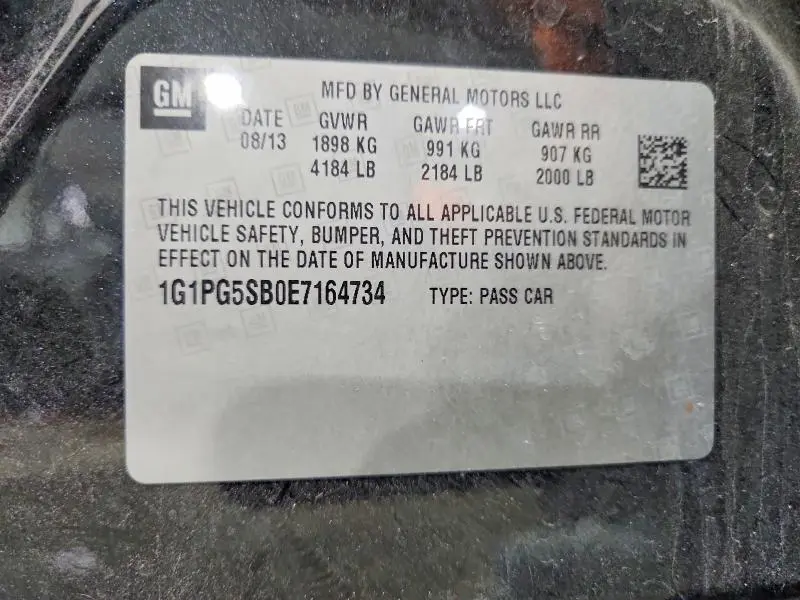 GM
MFD BY GENERAL MOTORS LLC
DATE GVWR GAWR FRT GAWR RR
08/13 1898 KG 991 KG 907 KG
4184 LB 2184 LB 2000 LB
THIS VEHICLE CONFORMS TO ALL APPLICABLE U.S. FEDERAL MOTOR
VEHICLE SAFETY, BUMPER, AND THEFT PREVENTION STANDARDS IN
EFFECT ON THE DATE OF MANUFACTURE SHOWN ABOVE.
1G1PG5SB0E7164734 TYPE: PASS CAR